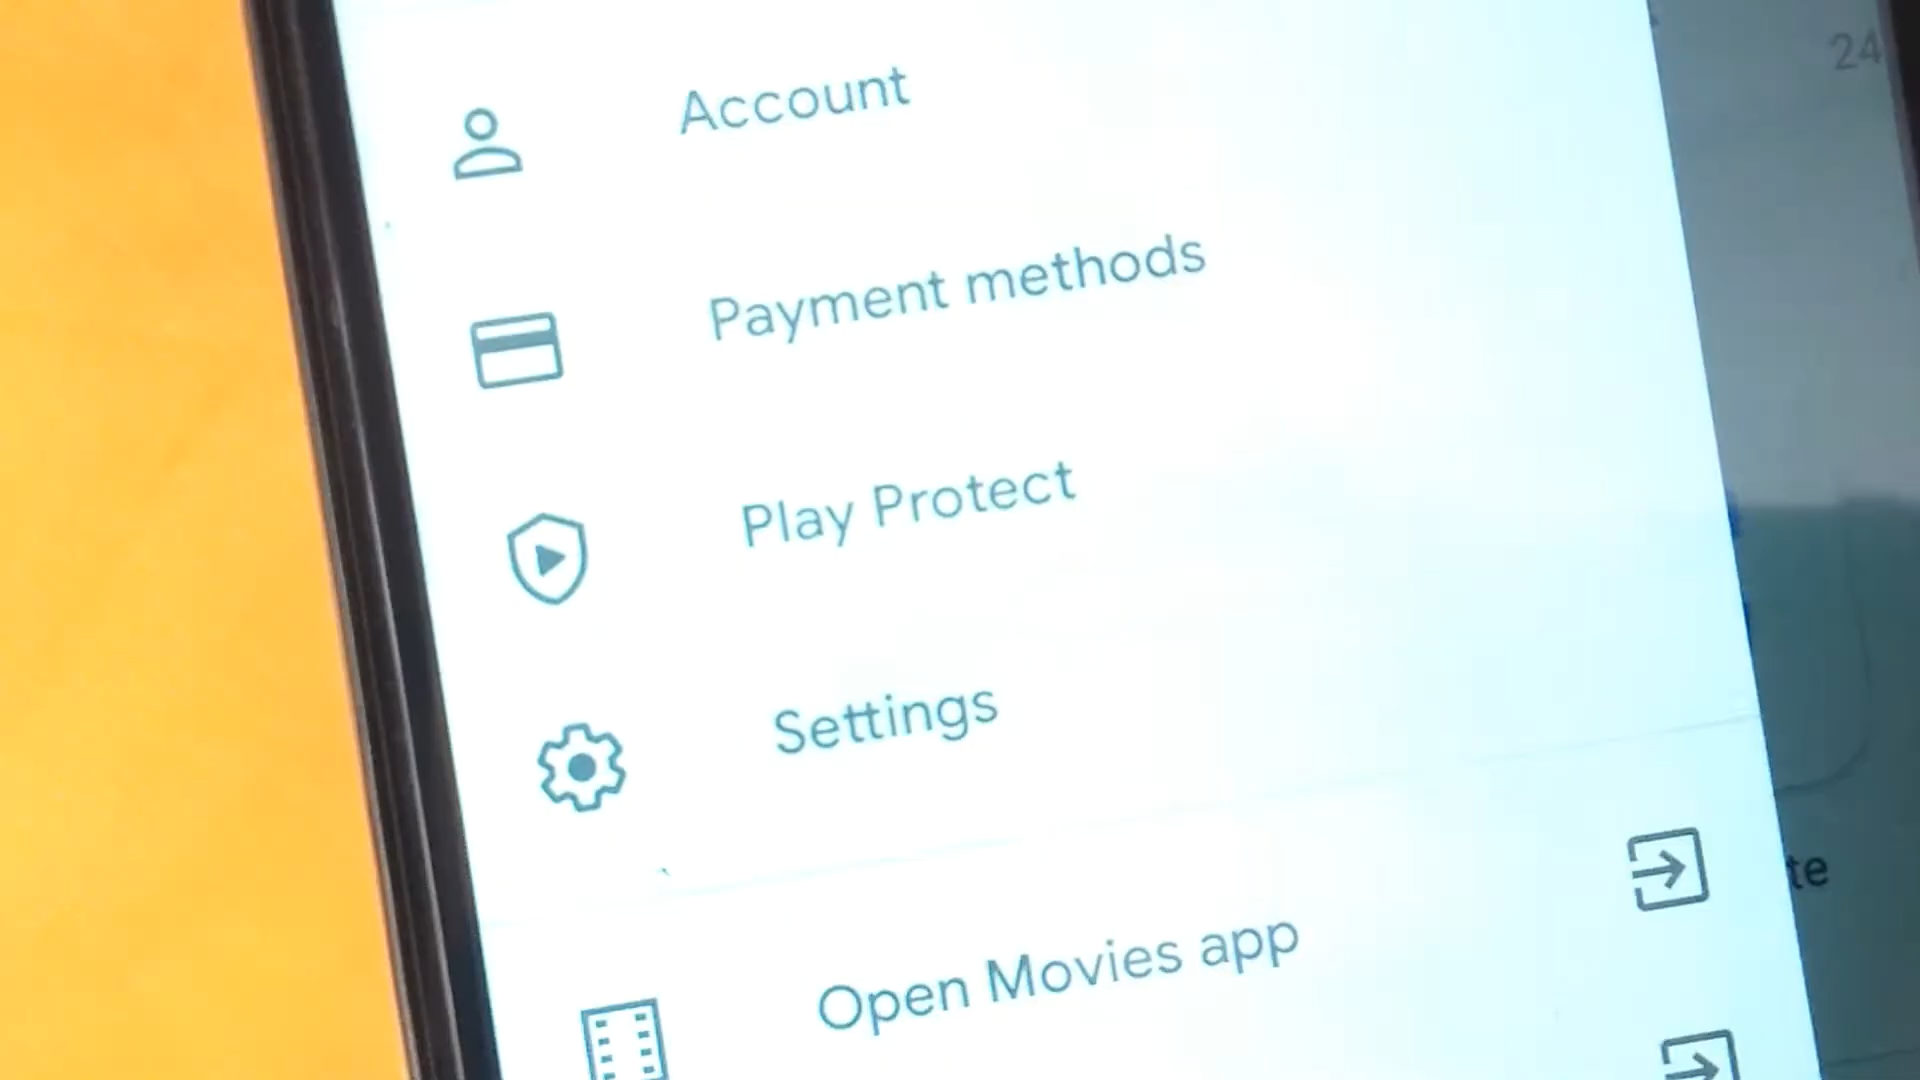 24
Account
Payment methods
Play Protect
Settings
te
Open Movies app